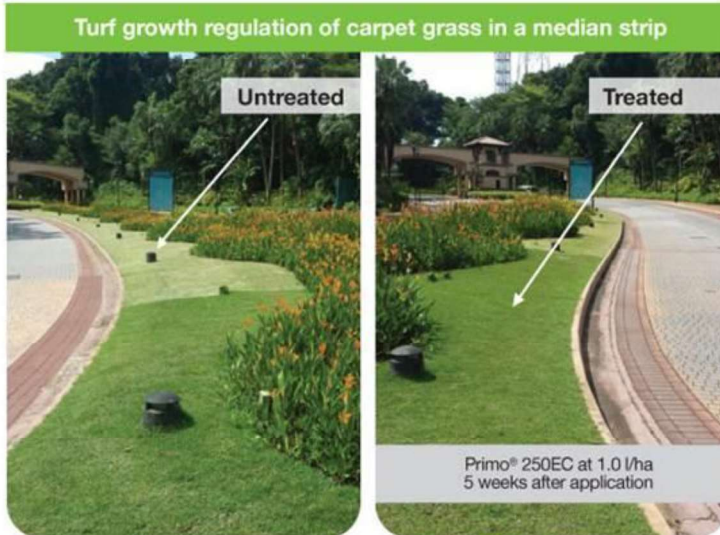 Turf growth regulation of carpet grass in a median strip
Untreated
Treated
Primo® 250EC at 1.0 l/ha
5 weeks after application